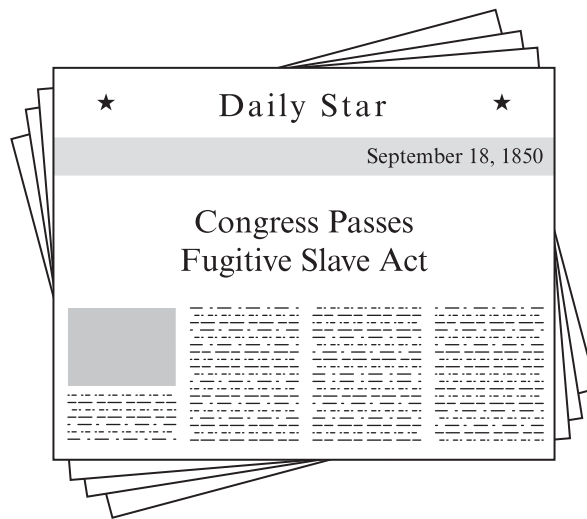 Daily Star
September 18, 1850
Congress Passes
Fugitive Slave Act